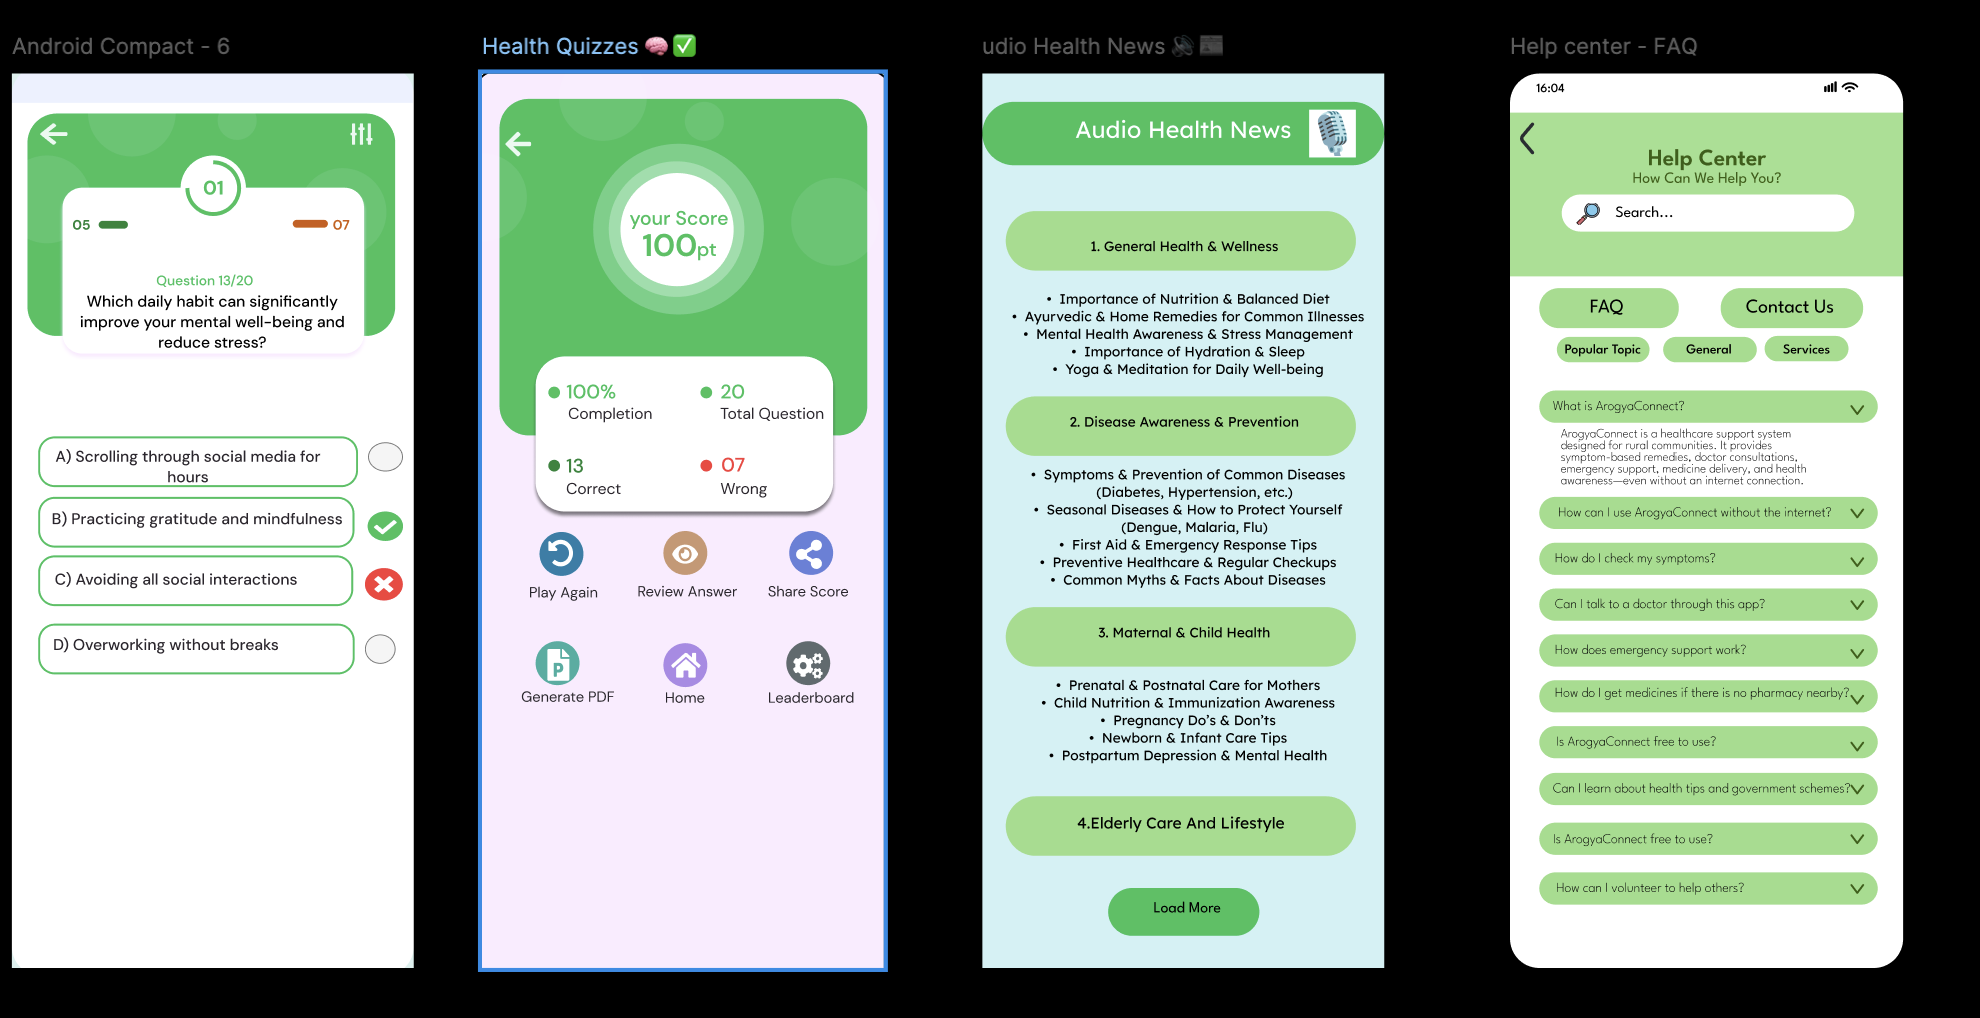 Android Compact - 6
01
05
07
Question 13/20
Which daily habit can significantly
improve your mental well-being and
reduce stress?
A) Scrolling through social media for
hours
B) Practicing gratitude and mindfulness
C) Avoiding all social interactions
D) Overworking without breaks
Health Quizzes 🧠✅
your Score
100pt
100%
Completion
20
Total Question
13
Correct
07
Wrong
Play Again
Review Answer
Share Score
P
Generate PDF
Home
Leaderboard
udio Health News 🔊📰
Audio Health News
1. General Health & Wellness
• Importance of Nutrition & Balanced Diet
• Ayurvedic & Home Remedies for Common Illnesses
• Mental Health Awareness & Stress Management
• Importance of Hydration & Sleep
• Yoga & Meditation for Daily Well-being
2. Disease Awareness & Prevention
• Symptoms & Prevention of Common Diseases
(Diabetes, Hypertension, etc.)
• Seasonal Diseases & How to Protect Yourself
(Dengue, Malaria, Flu)
• First Aid & Emergency Response Tips
• Preventive Healthcare & Regular Checkups
• Common Myths & Facts About Diseases
3. Maternal & Child Health
• Prenatal & Postnatal Care for Mothers
• Child Nutrition & Immunization Awareness
• Pregnancy Do's & Don'ts
• Newborn & Infant Care Tips
• Postpartum Depression & Mental Health
4.Elderly Care And Lifestyle
Load More
Help center - FAQ
16:04
Help Center
How Can We Help You?
Search...
FAQ
Contact Us
Popular Topic
General
Services
What is ArogyaConnect?
ArogyaConnect is a healthcare support system
designed for rural communities. It provides
symptom-based remedies, doctor consultations,
emergency support, medicine delivery, and health
awareness—even without an internet connection.
How can I use ArogyaConnect without the internet?
How do I check my symptoms?
Can I talk to a doctor through this app?
How does emergency support work?
How do I get medicines if there is no pharmacy nearby?
Is ArogyaConnect free to use?
Can I learn about health tips and government schemes?
Is ArogyaConnect free to use?
How can I volunteer to help others?